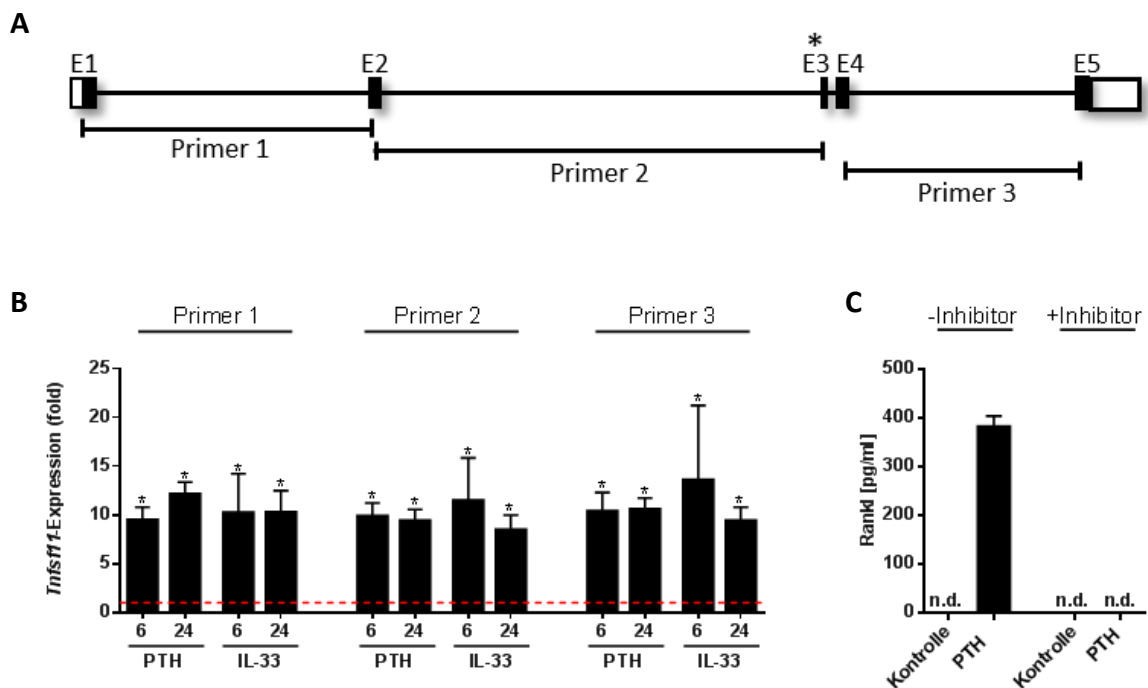 A
*
E1 E2 E3 E4 E5
Primer 1
Primer 2
Primer 3
B
Primer 1 Primer 2 Primer 3
Tnfsf11-Expression (fold)
25
20
15
10
5
0
* * * * * * * * * * * *
6 24 6 24 6 24 6 24 6 24 6 24
PTH IL-33 PTH IL-33 PTH IL-33
C
-Inhibitor +Inhibitor
Rankl [pg/ml]
500
400
300
200
100
0
n.d. n.d. n.d.
Kontrolle PTH Kontrolle PTH